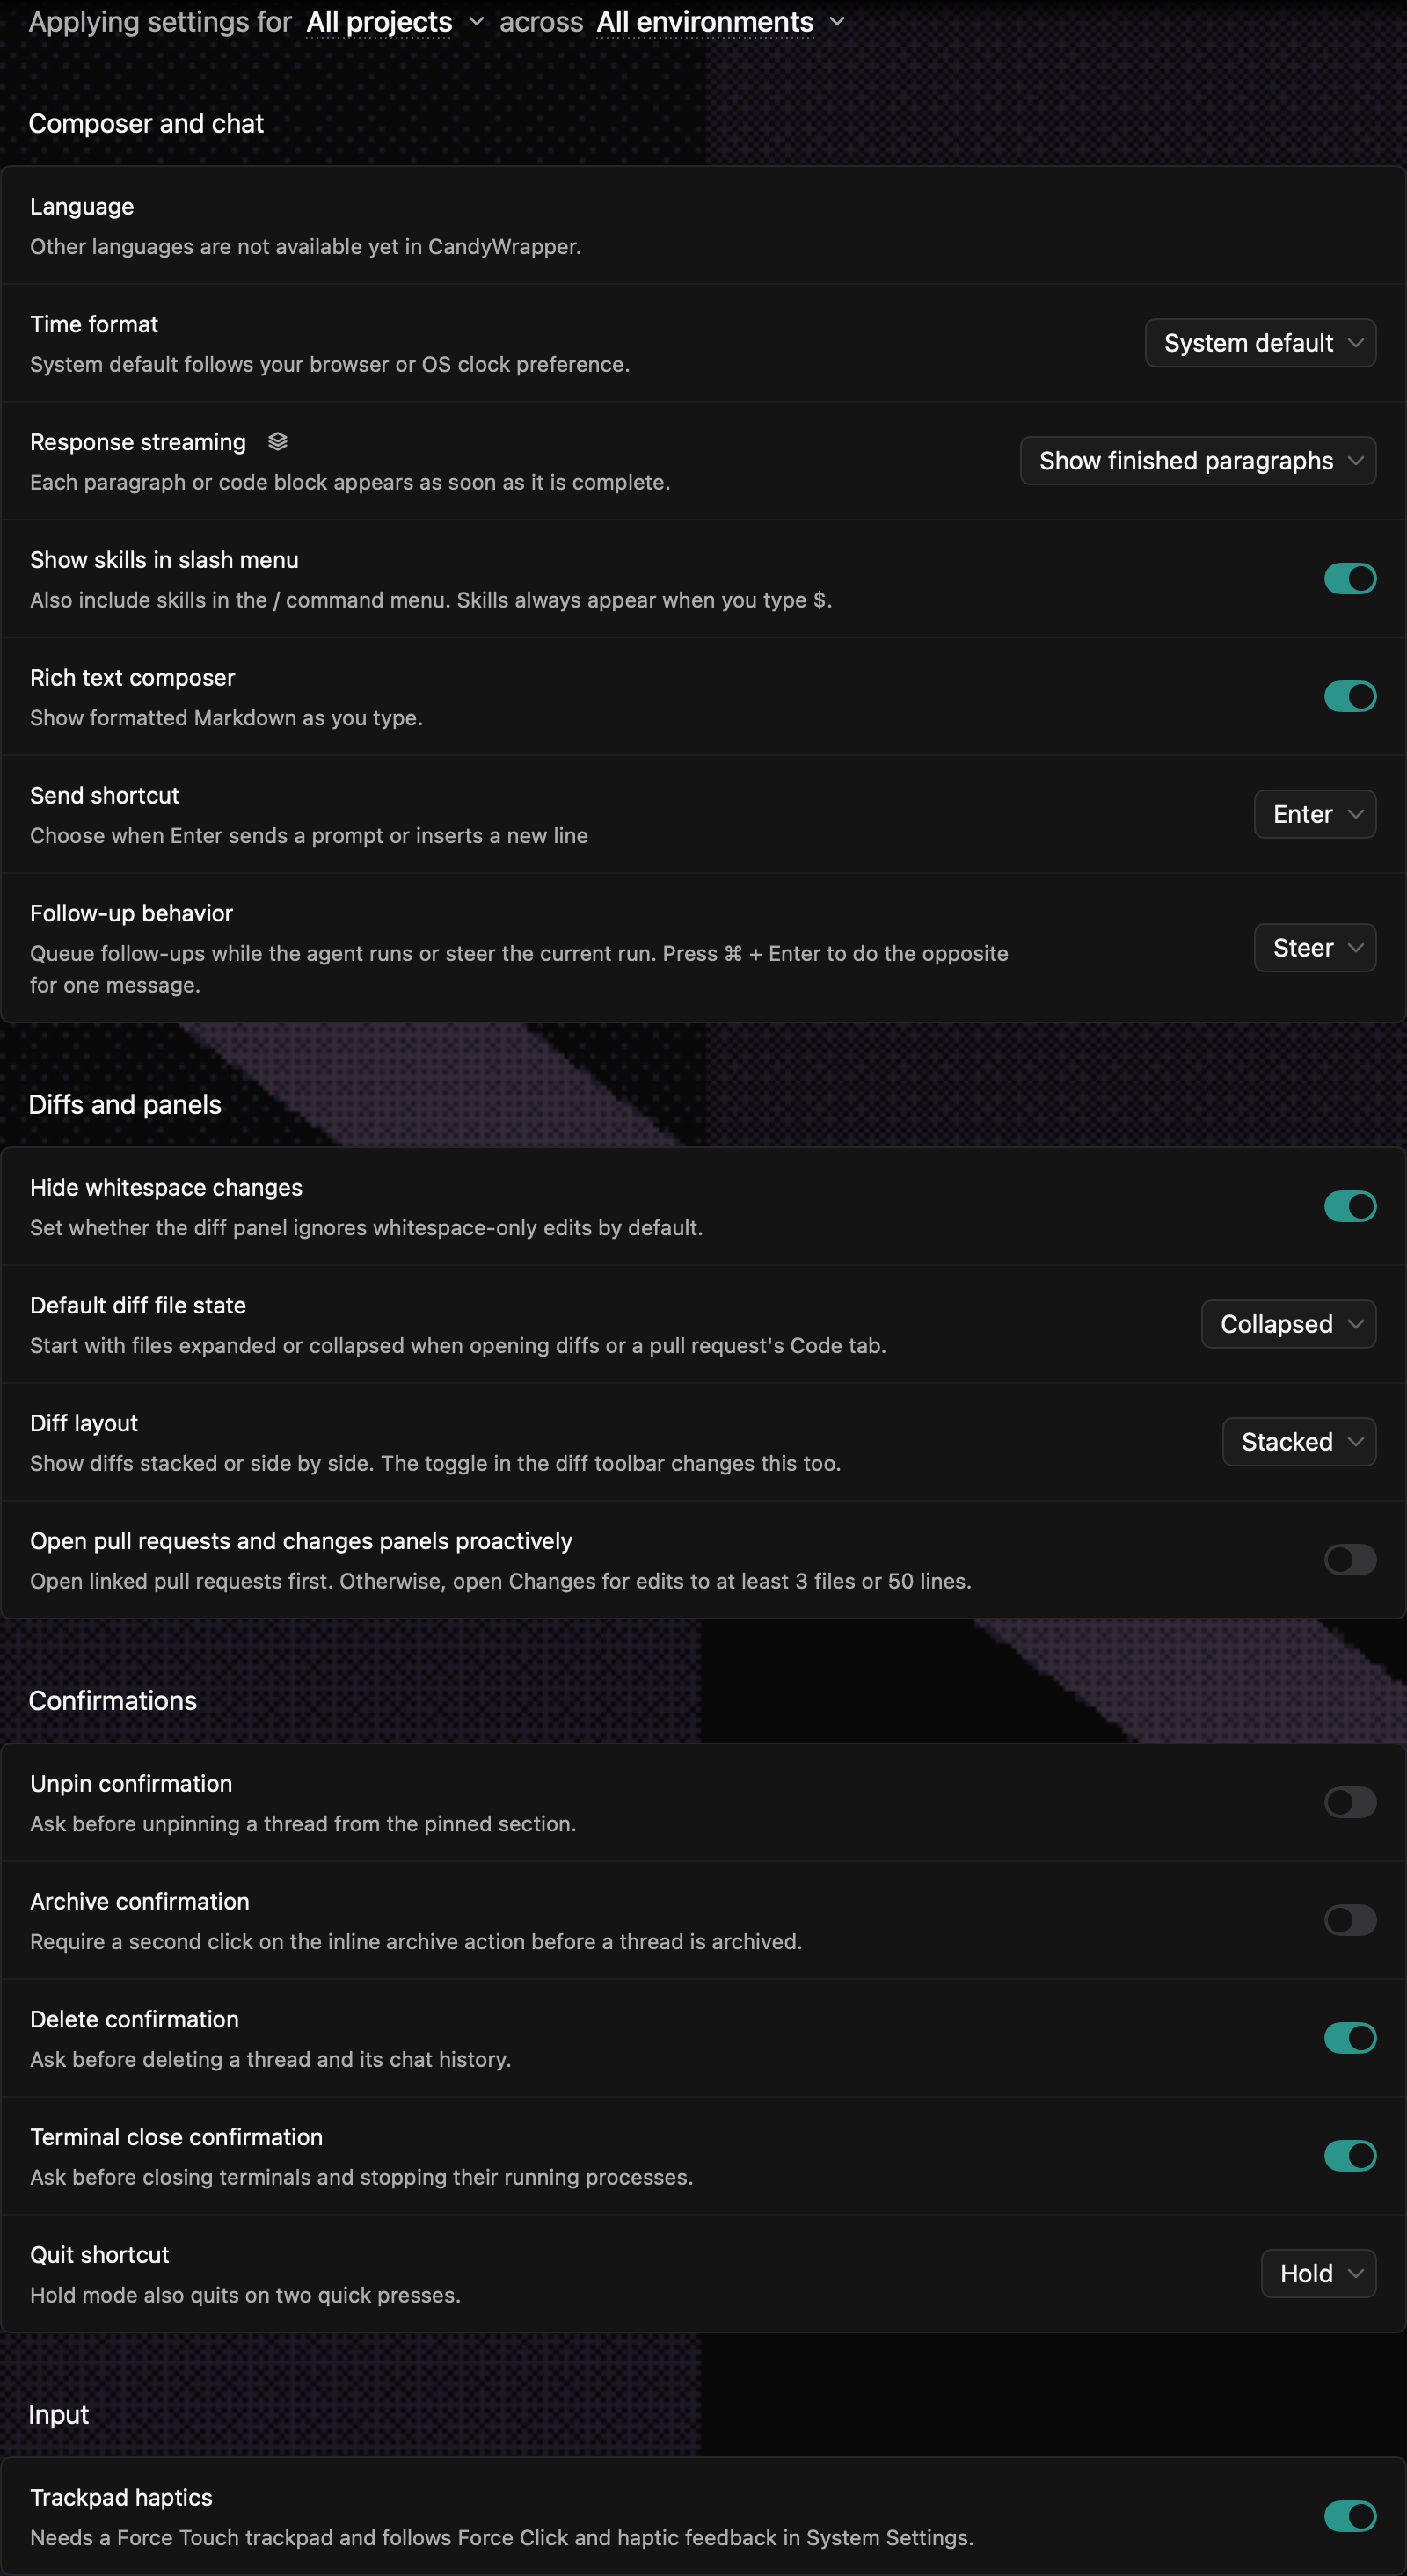 Applying settings for All projects across All environments
Composer and chat
Language
Other languages are not available yet in CandyWrapper.
Time format
System default follows your browser or OS clock preference.
System default
Response streaming
Each paragraph or code block appears as soon as it is complete.
Show finished paragraphs
Show skills in slash menu
Also include skills in the / command menu. Skills always appear when you type $.
Rich text composer
Show formatted Markdown as you type.
Send shortcut
Choose when Enter sends a prompt or inserts a new line
Enter
Follow-up behavior
Queue follow-ups while the agent runs or steer the current run. Press ⌘ + Enter to do the opposite
for one message.
Steer
Diffs and panels
Hide whitespace changes
Set whether the diff panel ignores whitespace-only edits by default.
Default diff file state
Start with files expanded or collapsed when opening diffs or a pull request's Code tab.
Collapsed
Diff layout
Show diffs stacked or side by side. The toggle in the diff toolbar changes this too.
Stacked
Open pull requests and changes panels proactively
Open linked pull requests first. Otherwise, open Changes for edits to at least 3 files or 50 lines.
Confirmations
Unpin confirmation
Ask before unpinning a thread from the pinned section.
Archive confirmation
Require a second click on the inline archive action before a thread is archived.
Delete confirmation
Ask before deleting a thread and its chat history.
Terminal close confirmation
Ask before closing terminals and stopping their running processes.
Quit shortcut
Hold mode also quits on two quick presses.
Hold
Input
Trackpad haptics
Needs a Force Touch trackpad and follows Force Click and haptic feedback in System Settings.